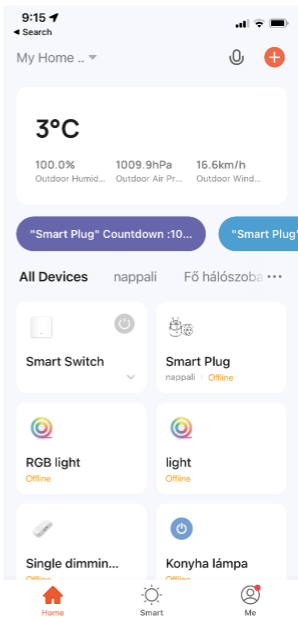 9:15
Search
My Home ..
3°C
100.0% 1009.9hPa 16.6km/h
Outdoor Humid... Outdoor Air Pr... Outdoor Wind...
"Smart Plug" Countdown :10... "Smart Plug"
All Devices nappali Fő hálószoba ...
Smart Switch Smart Plug
nappali | Offline
RGB light light
Offline Offline
Single dimmin... Konyha lámpa
Offline Offline
Home Smart Me